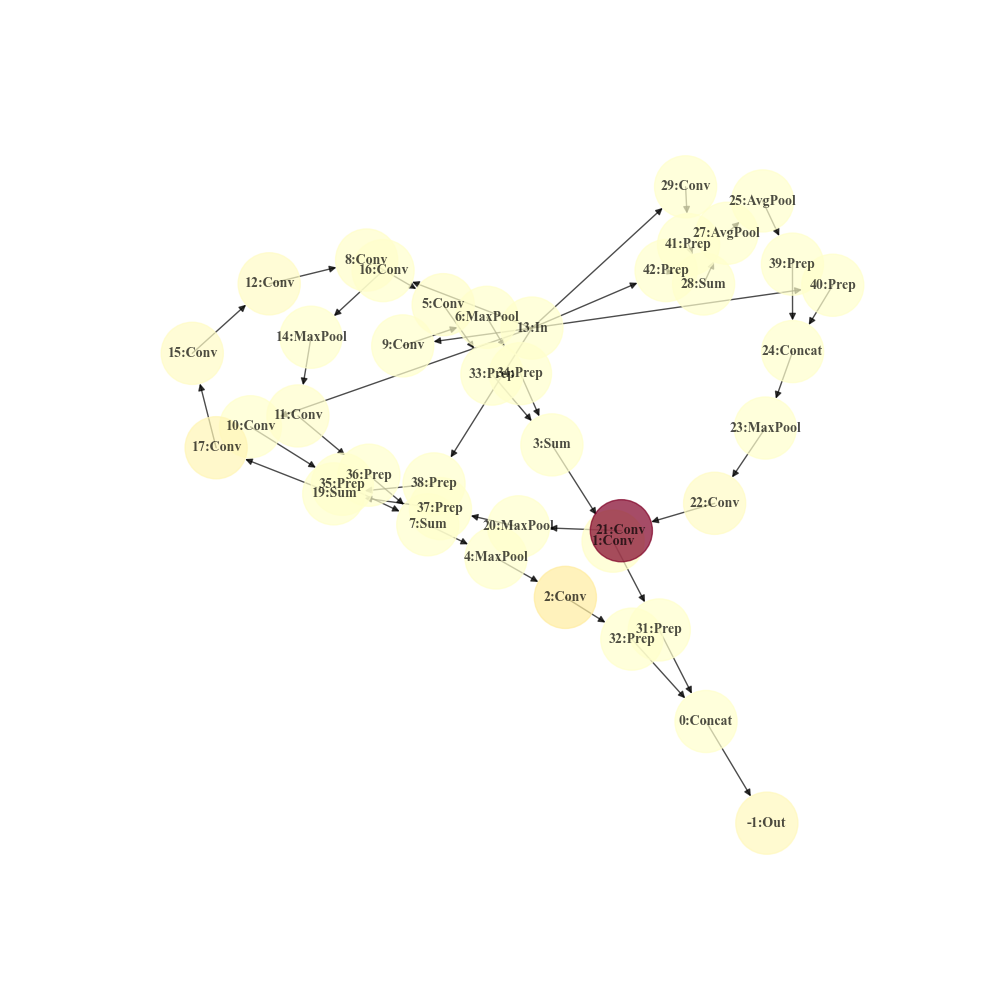 29:Conv
25:AvgPool
27:AvgPool
41:Prep
8:Conv
16:Conv
42:Prep
39:Prep
12:Conv
28:Sum
40:Prep
5:Conv
6:MaxPool
13:In
14:MaxPool
9:Conv
15:Conv
24:Concat
33:Prep
34:Prep
11:Conv
10:Conv
23:MaxPool
17:Conv
3:Sum
36:Prep
35:Prep
38:Prep
19:Sum
22:Conv
37:Prep
7:Sum
20:MaxPool
21:Conv
1:Conv
4:MaxPool
2:Conv
31:Prep
32:Prep
0:Concat
-1:Out